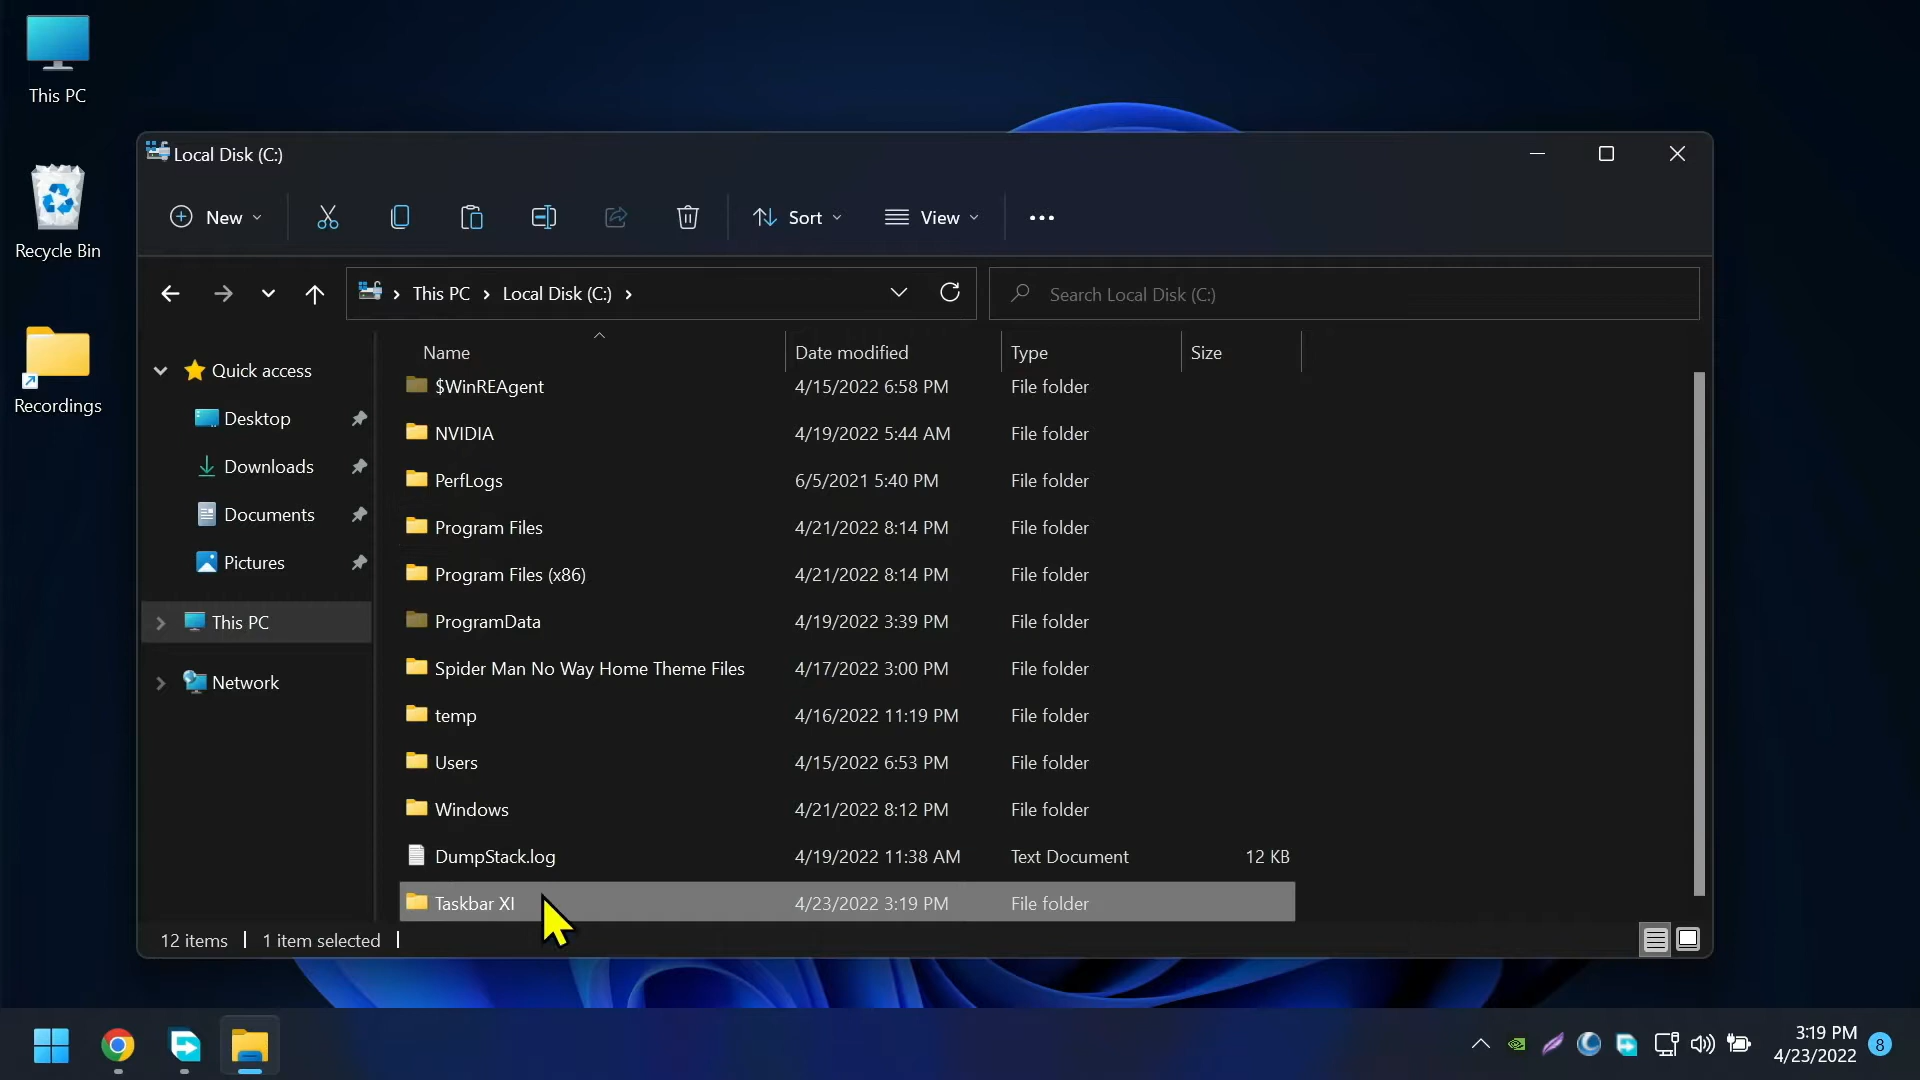 This PC
Recycle Bin
Recordings
Local Disk (C:)
New
Sort
View
This PC
Local Disk (C:)
Search Local Disk (C:)
Quick access
Desktop
Downloads
Documents
Pictures
This PC
Network
Name Date modified Type Size
$WinREAgent 4/15/2022 6:58 PM File folder
NVIDIA 4/19/2022 5:44 AM File folder
PerfLogs 6/5/2021 5:40 PM File folder
Program Files 4/21/2022 8:14 PM File folder
Program Files (x86) 4/21/2022 8:14 PM File folder
ProgramData 4/19/2022 3:39 PM File folder
Spider Man No Way Home Theme Files 4/17/2022 3:00 PM File folder
temp 4/16/2022 11:19 PM File folder
Users 4/15/2022 6:53 PM File folder
Windows 4/21/2022 8:12 PM File folder
DumpStack.log 4/19/2022 11:38 AM Text Document 12 KB
Taskbar XI 4/23/2022 3:19 PM File folder
12 items 1 item selected
3:19 PM
4/23/2022
8